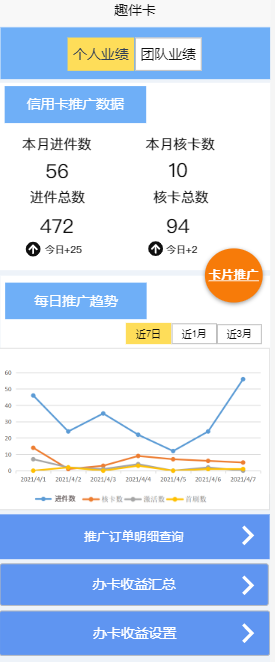 趣伴卡
个人业绩 团队业绩
信用卡推广数据
本月进件数 本月核卡数
56 10
进件总数 核卡总数
472 94
今日+25 今日+2
卡片推广
每日推广趋势
近7日 近1月 近3月
60
50
40
30
20
10
0
2021/4/1 2021/4/2 2021/4/3 2021/4/4 2021/4/5 2021/4/6 2021/4/7
进件数 核卡数 激活数 首刷数
推广订单明细查询
办卡收益汇总
办卡收益设置